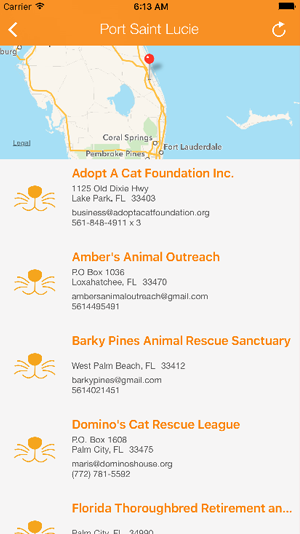 Carrier 6:13 AM
Port Saint Lucie
burg
Legal
Coral Springs
Fort Lauderdale
Pembroke Pines
Adopt A Cat Foundation Inc.
1125 Old Dixie Hwy
Lake Park, FL 33403
business@adoptacatfoundation.org
561-848-4911 x 3
Amber's Animal Outreach
P.O Box 1036
Loxahatchee, FL 33470
ambersanimaloutreach@gmail.com
5614495491
Barky Pines Animal Rescue Sanctuary
West Palm Beach, FL 33412
barkypines@gmail.com
5614021451
Domino's Cat Rescue League
P.O. Box 1608
Palm City, FL 33475
maris@dominoshouse.org
(772) 781-5592
Florida Thoroughbred Retirement an...
Palm City, FL 34990